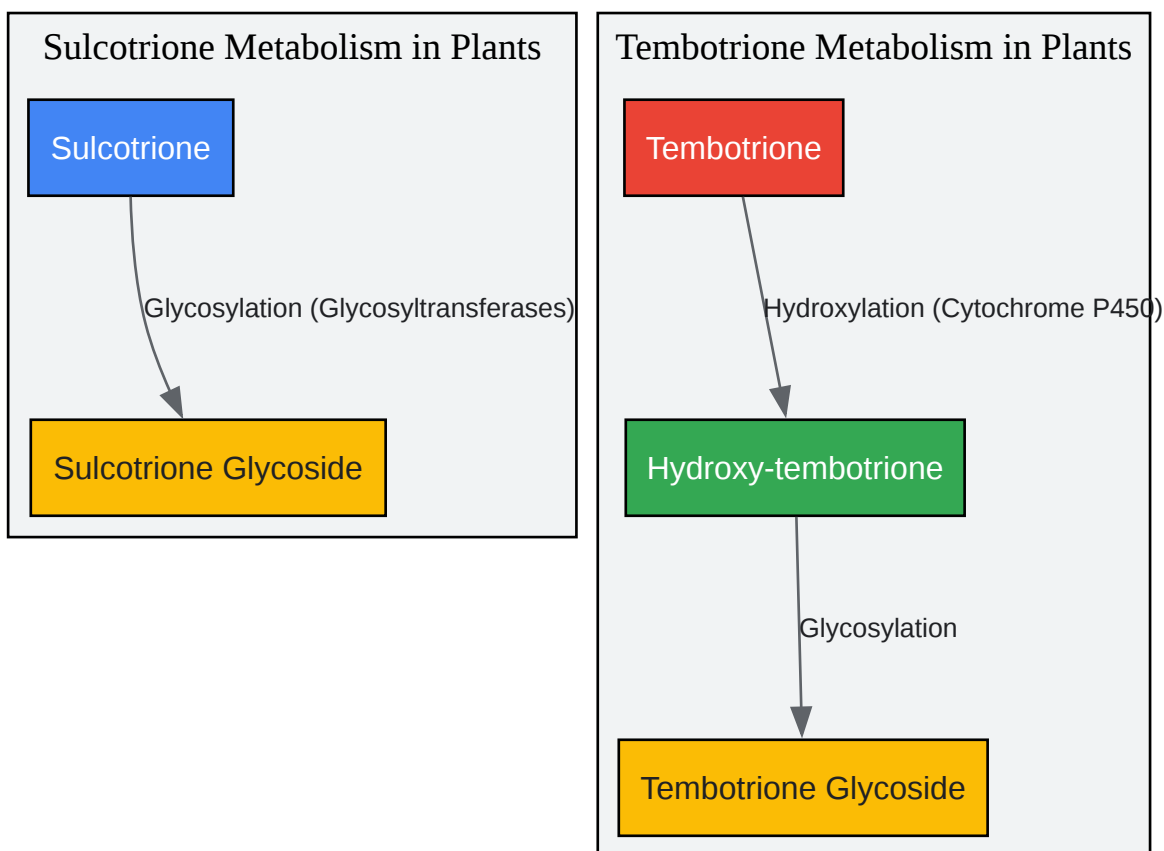 Sulcotrione Metabolism in Plants
Sulcotrione
Glycosylation (Glycosyltransferases)
Sulcotrione Glycoside
Tembotrione Metabolism in Plants
Tembotrione
Hydroxylation (Cytochrome P450)
Hydroxy-tembotrione
Glycosylation
Tembotrione Glycoside